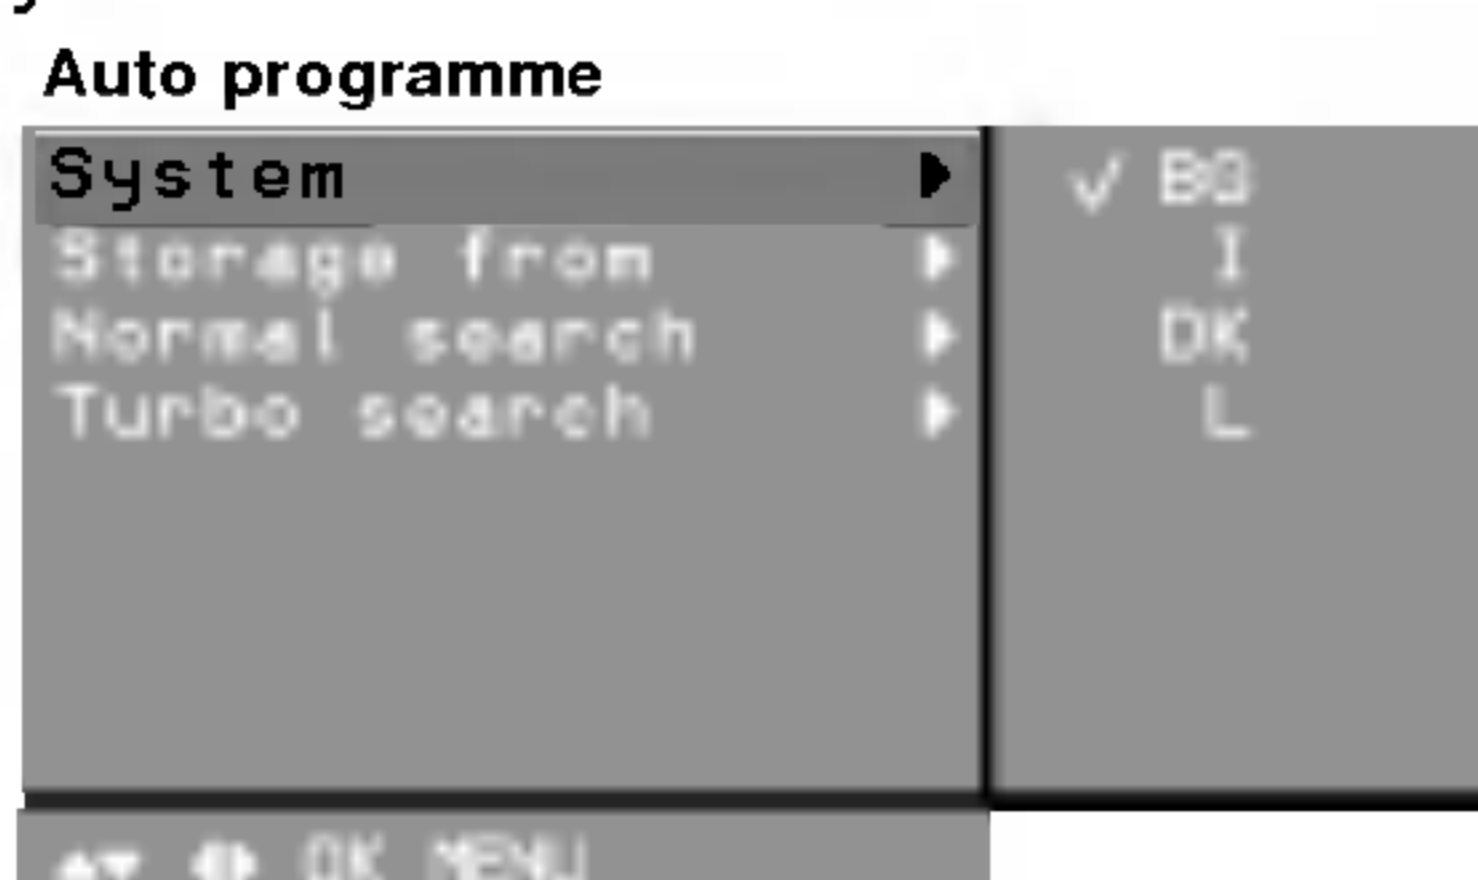 Auto programme
System ▶ ✓ BG
Storage from ▶ I
Normal search ▶ DK
Turbo search ▶ L
▲▼ ◀▶ OK MENU